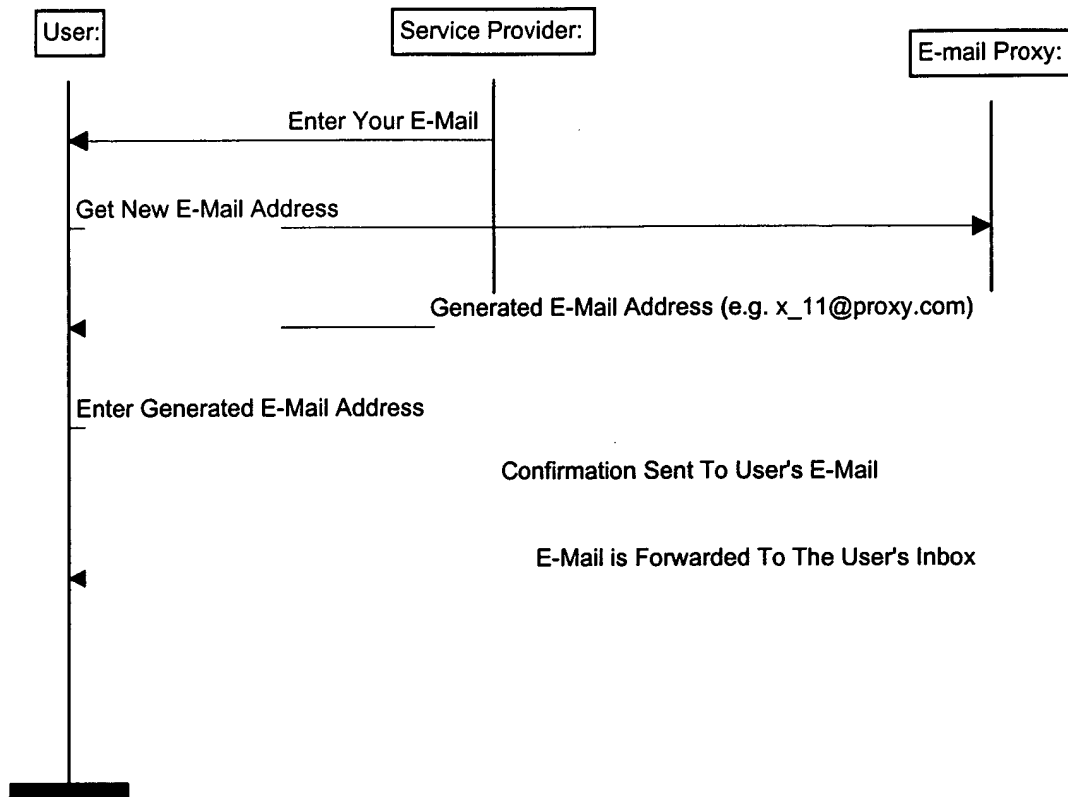 User:
Service Provider:
E-mail Proxy:
Enter Your E-Mail
Get New E-Mail Address
Generated E-Mail Address (e.g. x_11@proxy.com)
Enter Generated E-Mail Address
Confirmation Sent To User's E-Mail
E-Mail is Forwarded To The User's Inbox